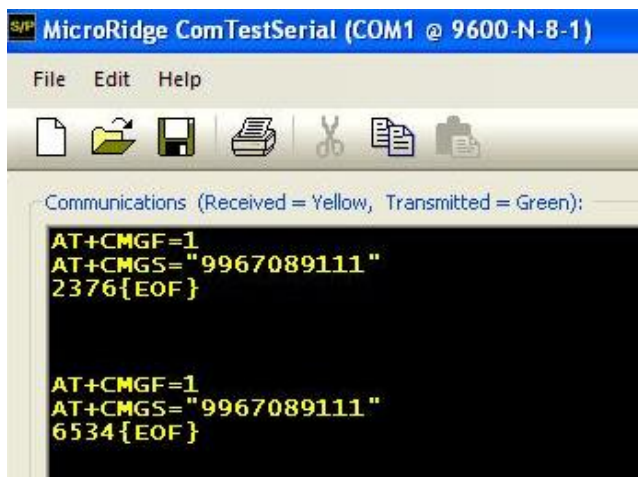 S/P MicroRidge ComTestSerial (COM1 @ 9600-N-8-1)
File Edit Help
Communications (Received = Yellow, Transmitted = Green):
AT+CMGF=1
AT+CMGS="9967089111"
2376{EOF}
AT+CMGF=1
AT+CMGS="9967089111"
6534{EOF}